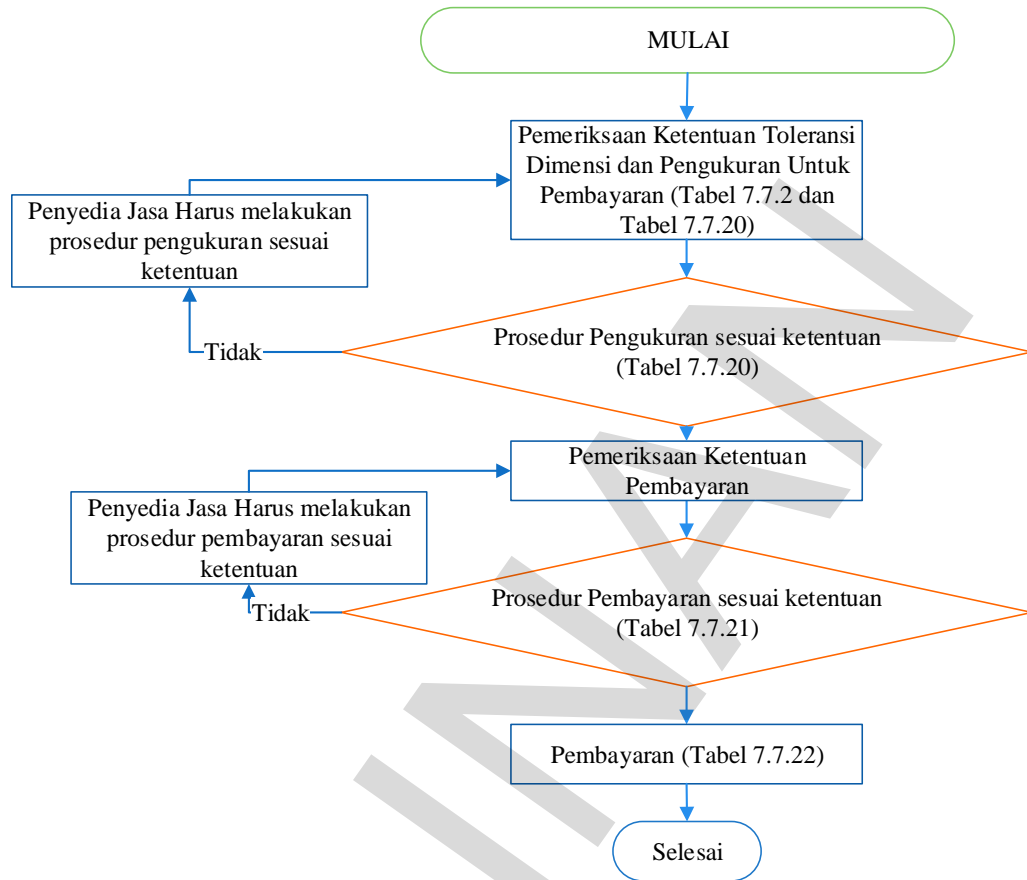 MULAI
Pemeriksaan Ketentuan Toleransi
Dimensi dan Pengukuran Untuk
Pembayaran (Tabel 7.7.2 dan
Tabel 7.7.20)
Penyedia Jasa Harus melakukan
prosedur pengukuran sesuai
ketentuan
Prosedur Pengukuran sesuai ketentuan
(Tabel 7.7.20)
Tidak
Pemeriksaan Ketentuan
Pembayaran
Penyedia Jasa Harus melakukan
prosedur pembayaran sesuai
ketentuan
Prosedur Pembayaran sesuai ketentuan
(Tabel 7.7.21)
Tidak
Pembayaran (Tabel 7.7.22)
Selesai